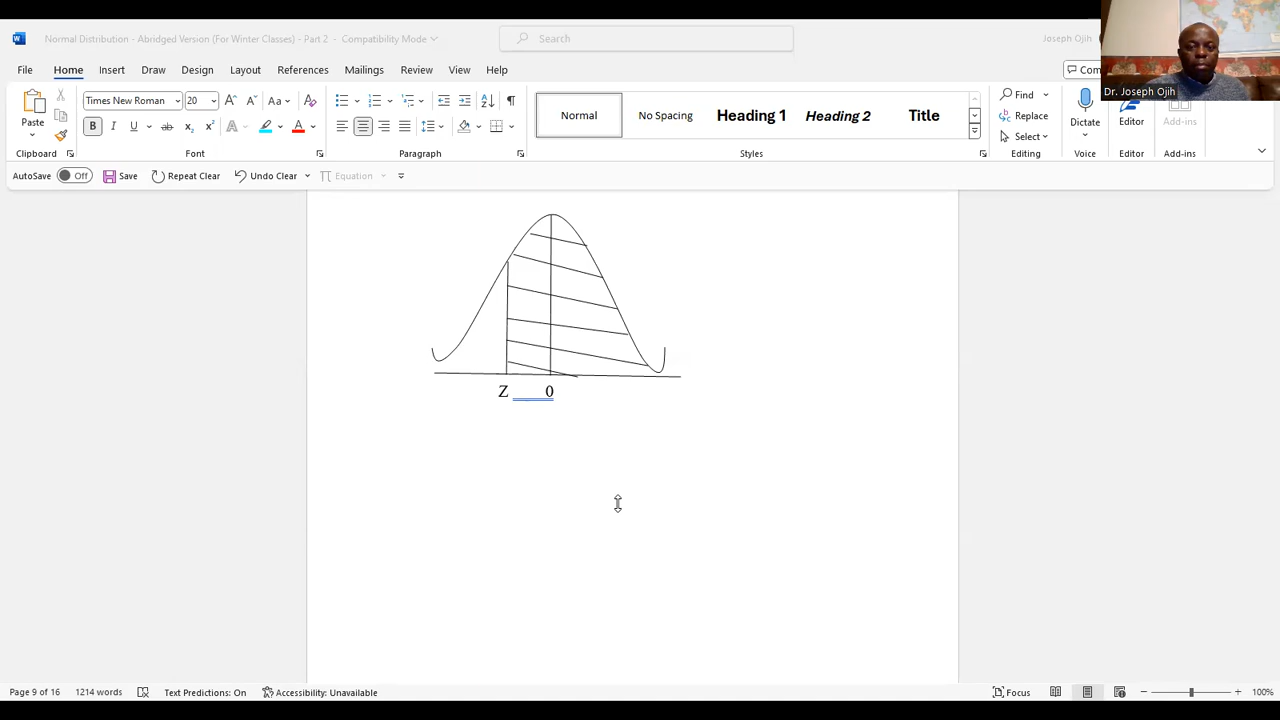 Normal Distribution - Abridged Version (For Winter Classes) - Part 2 - Compatibility Mode
Search
Joseph Ojih
File Home Insert Draw Design Layout References Mailings Review View Help
Com
Dr. Joseph Ojih
Paste
Times New Roman 20
Normal
No Spacing
Heading 1
Heading 2
Title
Find
Replace
Select
Dictate
Editor
Add-ins
Clipboard Font Paragraph Styles Editing Voice Editor Add-ins
AutoSave Off Save Repeat Clear Undo Clear Equation
Z 0
Page 9 of 16 1214 words Text Predictions: On Accessibility: Unavailable Focus 100%